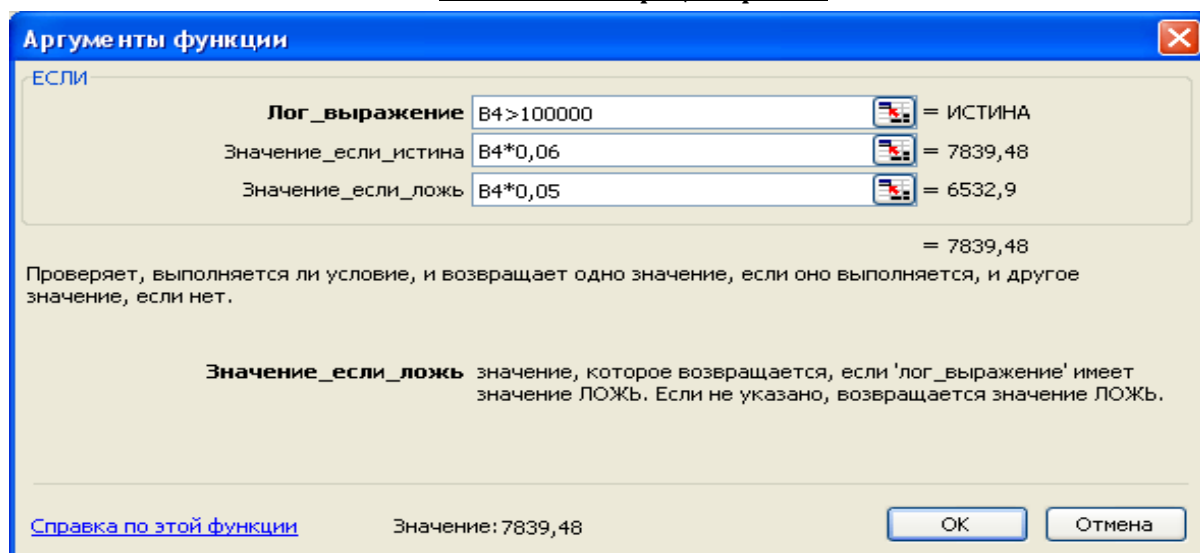 Аргументы функции
ЕСЛИ
Лог_выражение B4>100000 = ИСТИНА
Значение_если_истина B4*0,06 = 7839,48
Значение_если_ложь B4*0,05 = 6532,9
= 7839,48
Проверяет, выполняется ли условие, и возвращает одно значение, если оно выполняется, и другое
значение, если нет.
Значение_если_ложь значение, которое возвращается, если 'лог_выражение' имеет
значение ЛОЖЬ. Если не указано, возвращается значение ЛОЖЬ.
Справка по этой функции Значение: 7839,48 ОК Отмена